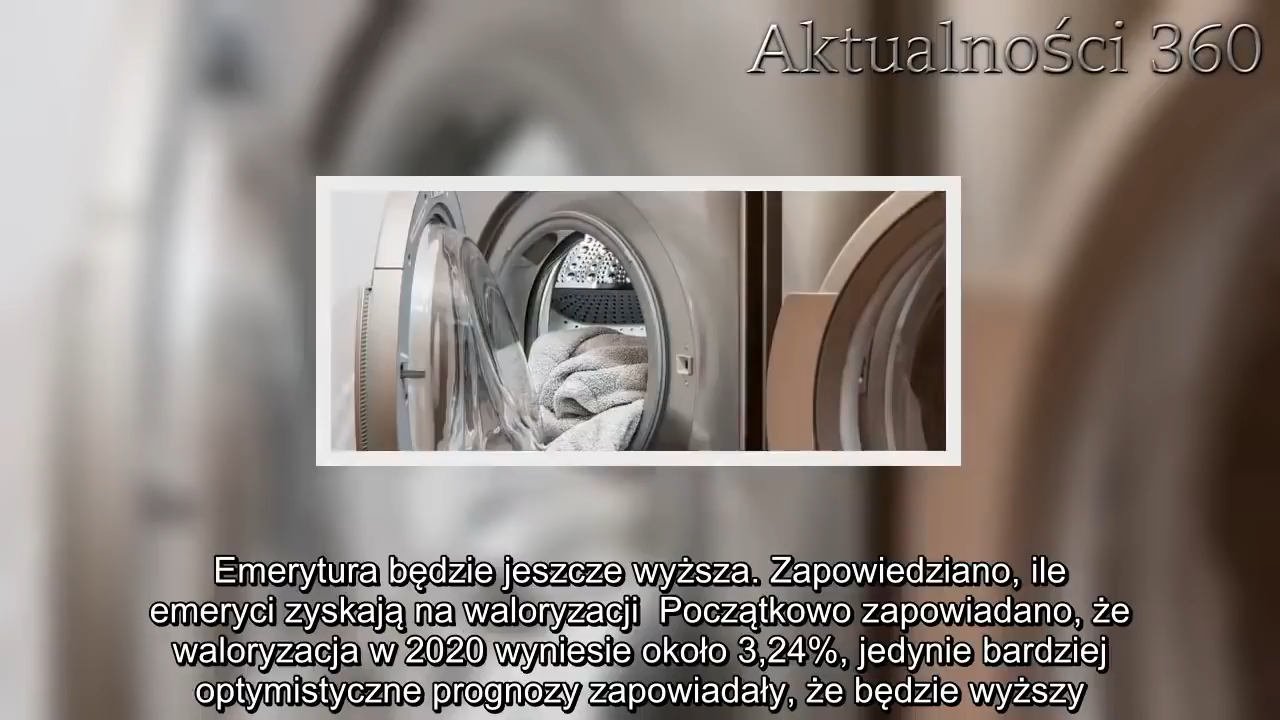 Aktualności 360
Emerytura będzie jeszcze wyższa. Zapowiedziano, ile
emeryci zyskają na waloryzacji  Początkowo zapowiadano, że
waloryzacja w 2020 wyniesie około 3,24%, jedynie bardziej
optymistyczne prognozy zapowiadały, że będzie wyższy